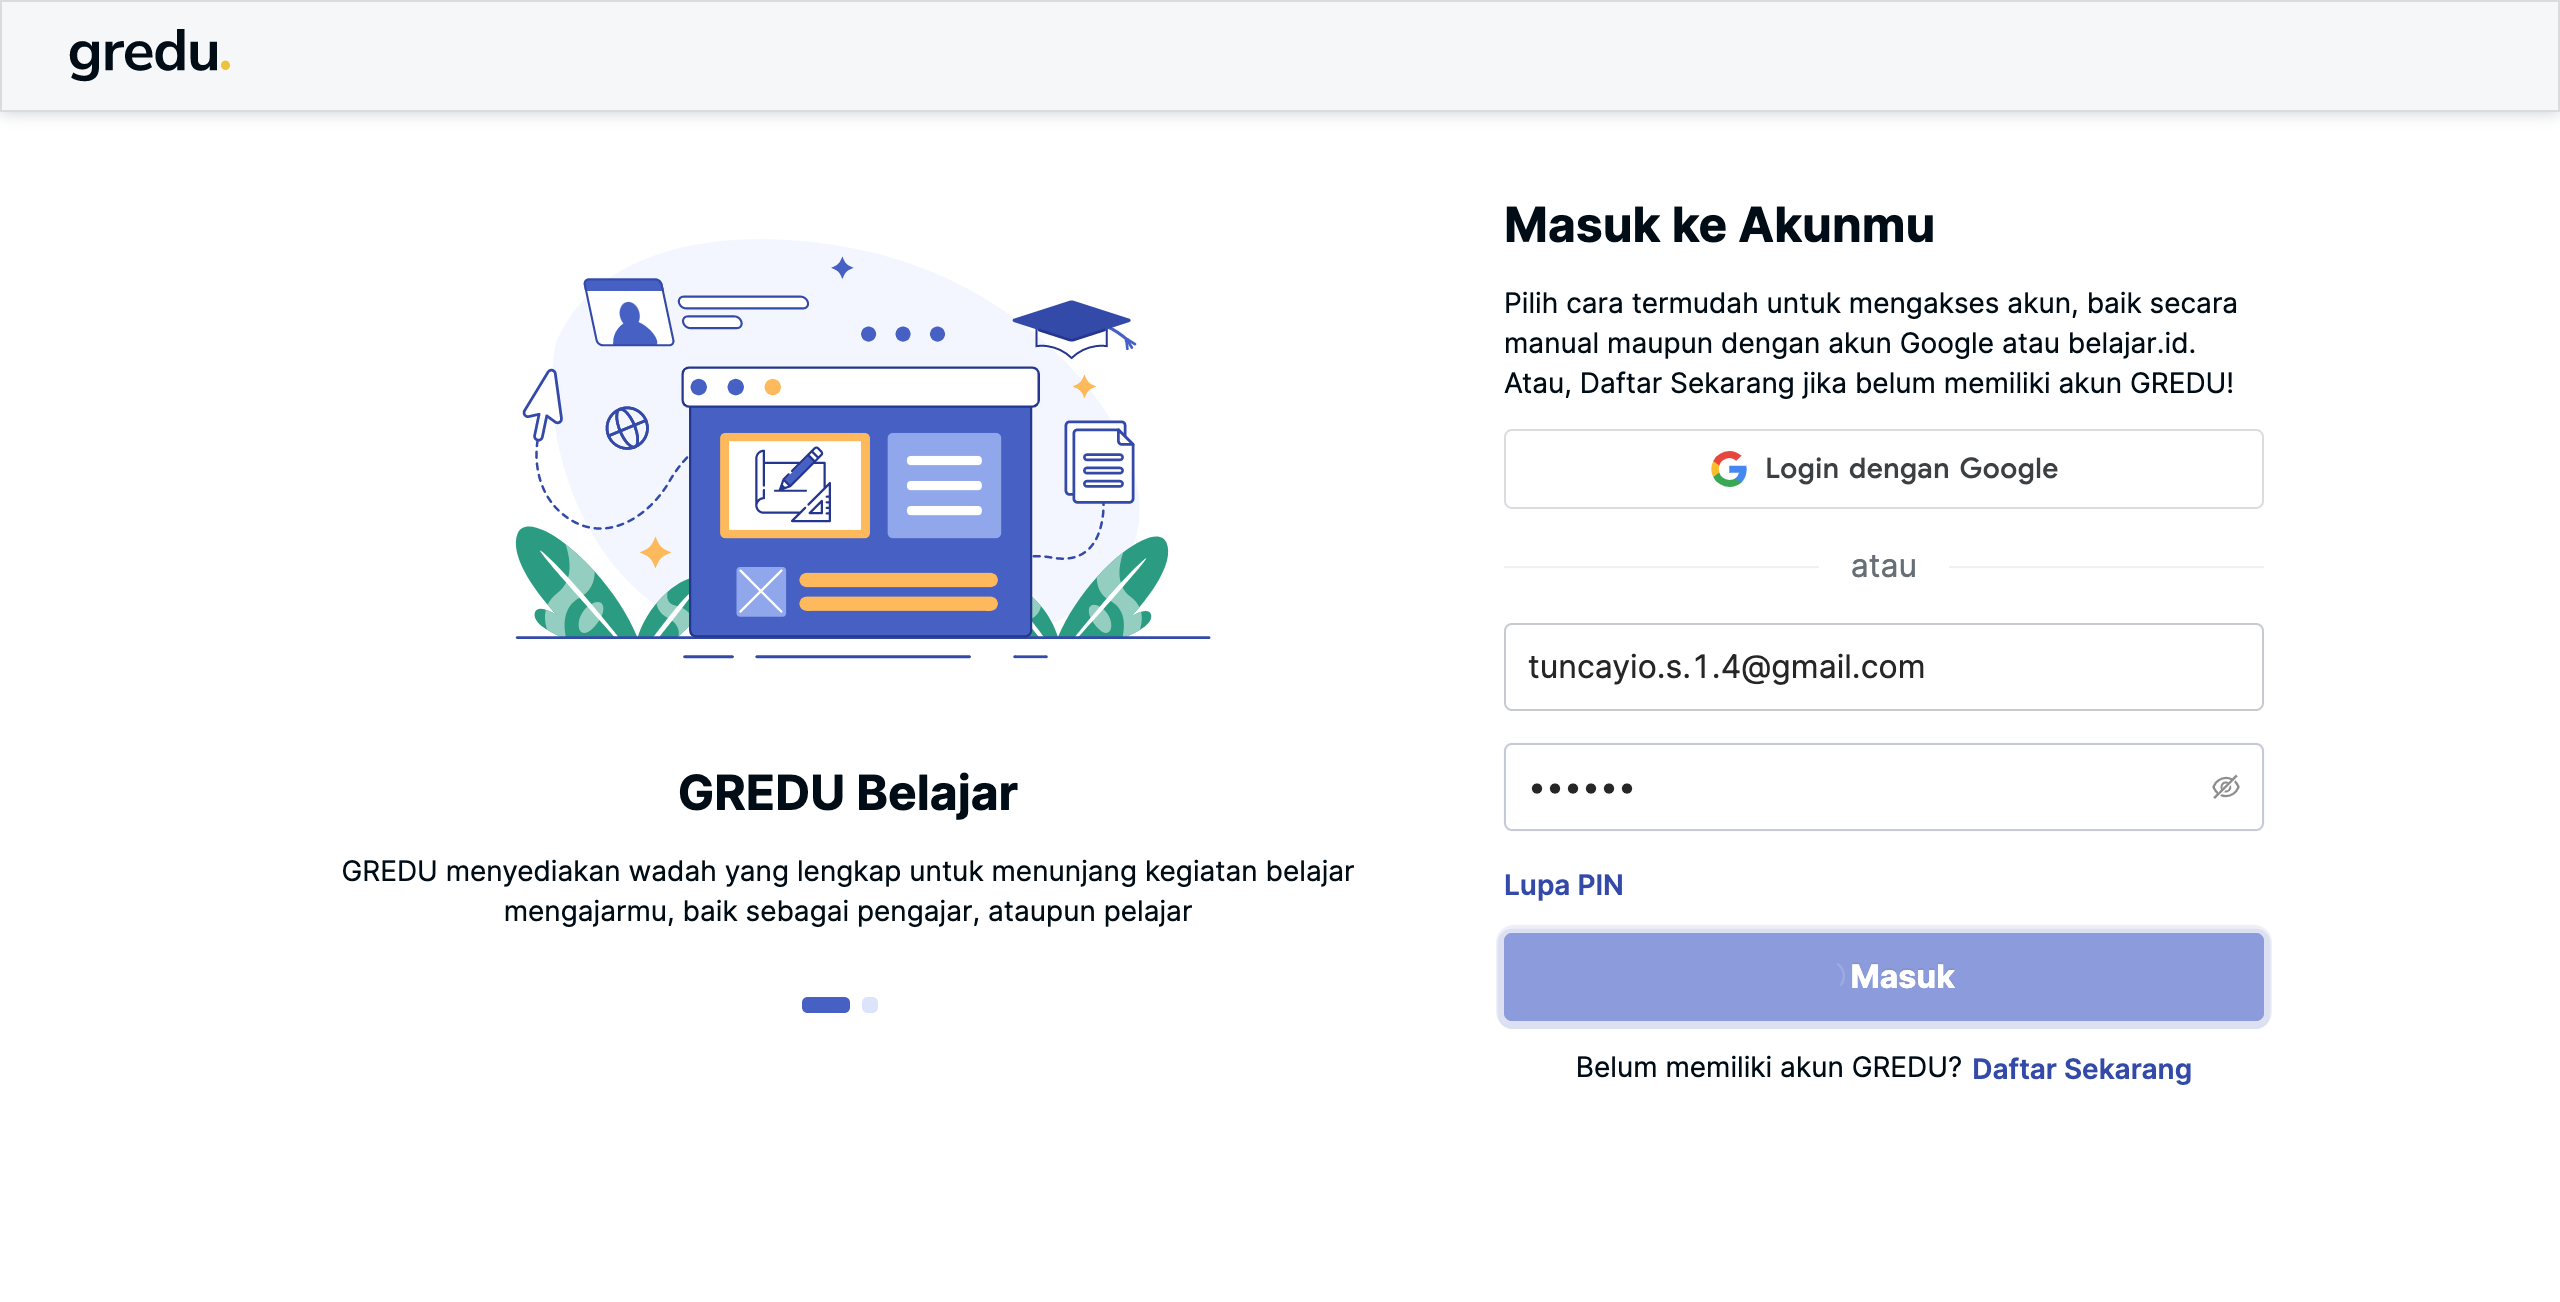 gredu.
GREDU Belajar
GREDU menyediakan wadah yang lengkap untuk menunjang kegiatan belajar
mengajarmu, baik sebagai pengajar, ataupun pelajar
Masuk ke Akunmu
Pilih cara termudah untuk mengakses akun, baik secara
manual maupun dengan akun Google atau belajar.id.
Atau, Daftar Sekarang jika belum memiliki akun GREDU!
Login dengan Google
atau
tuncayio.s.1.4@gmail.com
••••••
Lupa PIN
Masuk
Belum memiliki akun GREDU? Daftar Sekarang